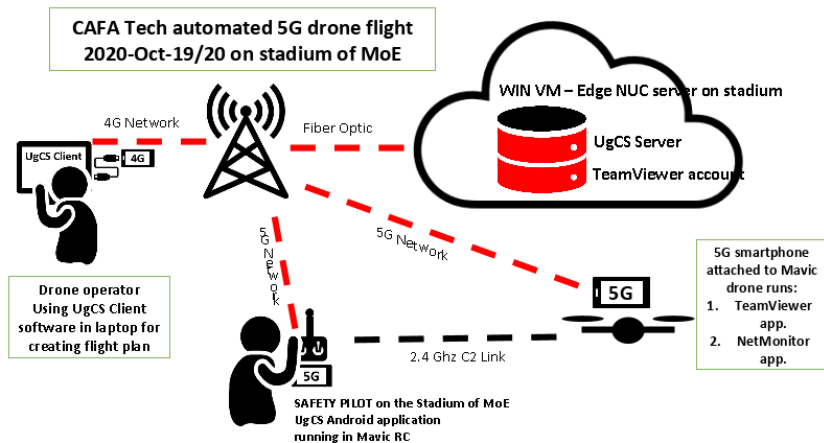 CAFA Tech automated 5G drone flight
2020-Oct-19/20 on stadium of MoE
4G Network
Fiber Optic
WIN VM – Edge NUC server on stadium
UgCS Server
TeamViewer account
UgCS Client
4G
5G Network
5G Network
Drone operator
Using UgCS Client
software in laptop for
creating flight plan
5G
5G smartphone
attached to Mavic
drone runs:
1. TeamViewer
app.
2. NetMonitor
app.
2.4 Ghz C2 Link
5G
SAFETY PILOT on the Stadium of MoE
UgCS Android application
running in Mavic RC